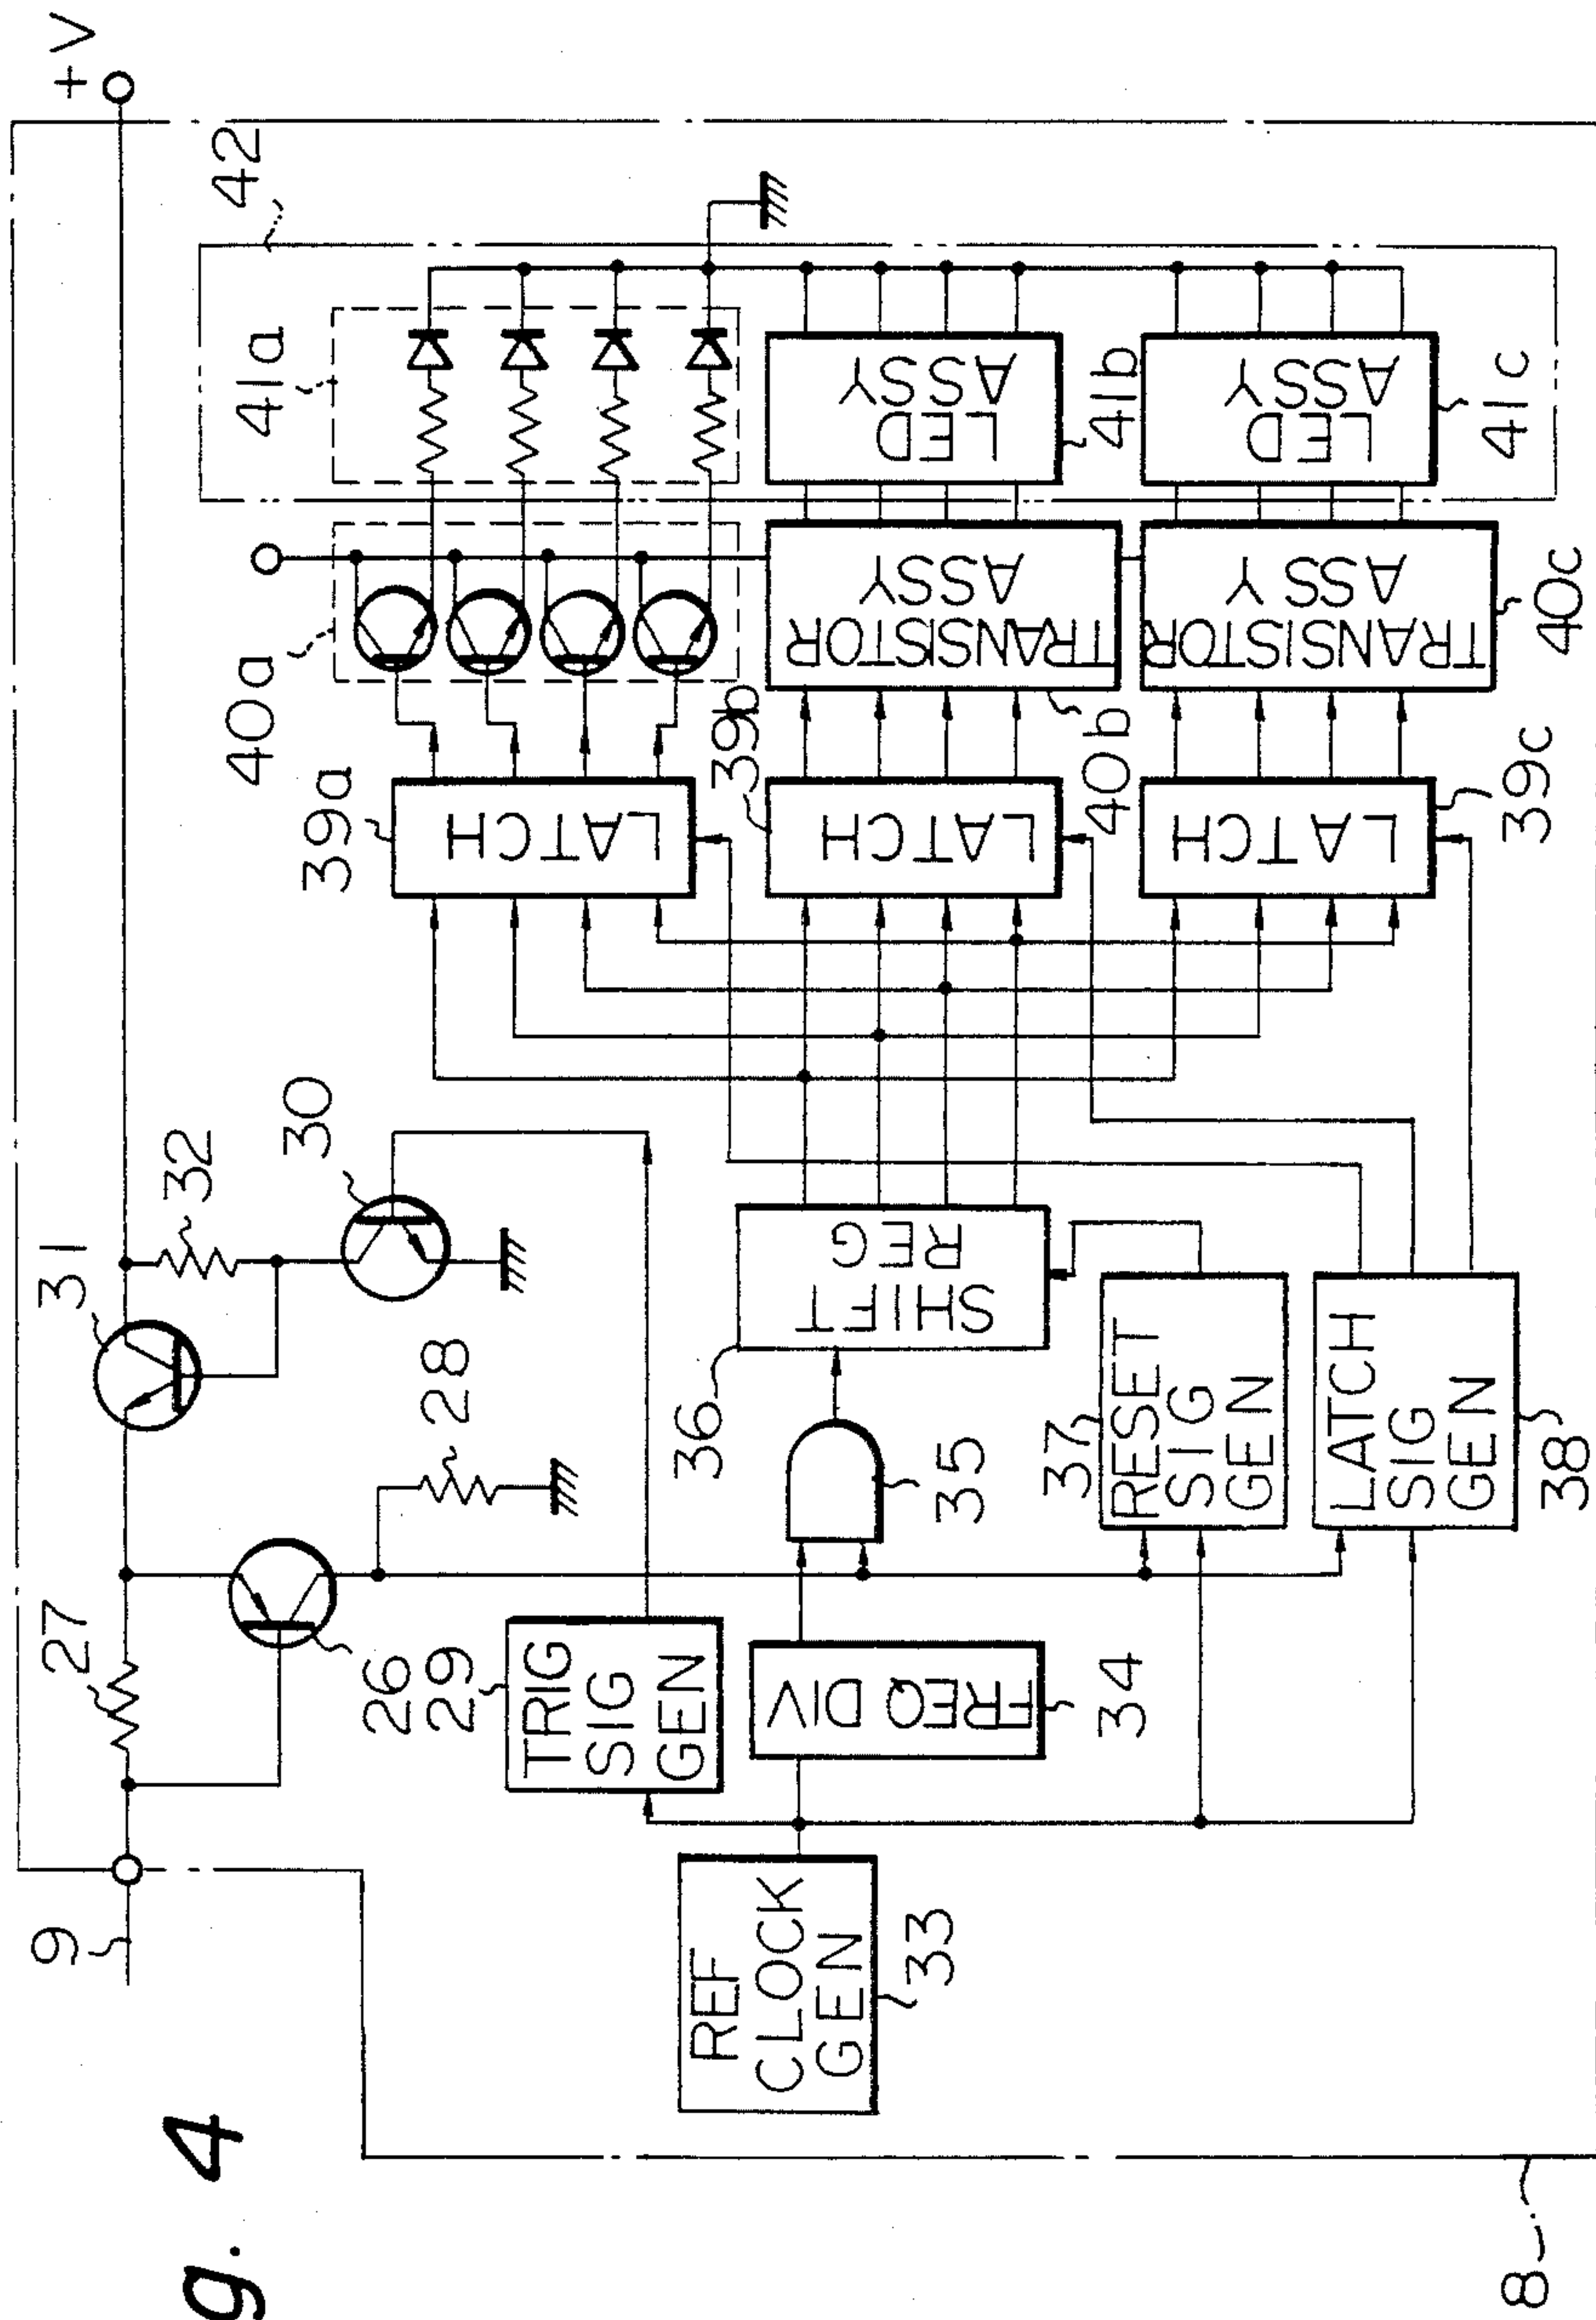 g. 4
9
27
31
+V
32
30
28
26
29
TRIG
SIG
GEN
REF
CLOCK
GEN
33
FREQ DIV
34
35
36
SHIFT
REG
37
RESET
SIG
GEN
LATCH
SIG
GEN
38
39a
LATCH
39b
LATCH
39c
LATCH
40a
40b
TRANSISTOR
ASSY
40c
TRANSISTOR
ASSY
41a
42
LED
ASSY
41b
LED
ASSY
41c
8